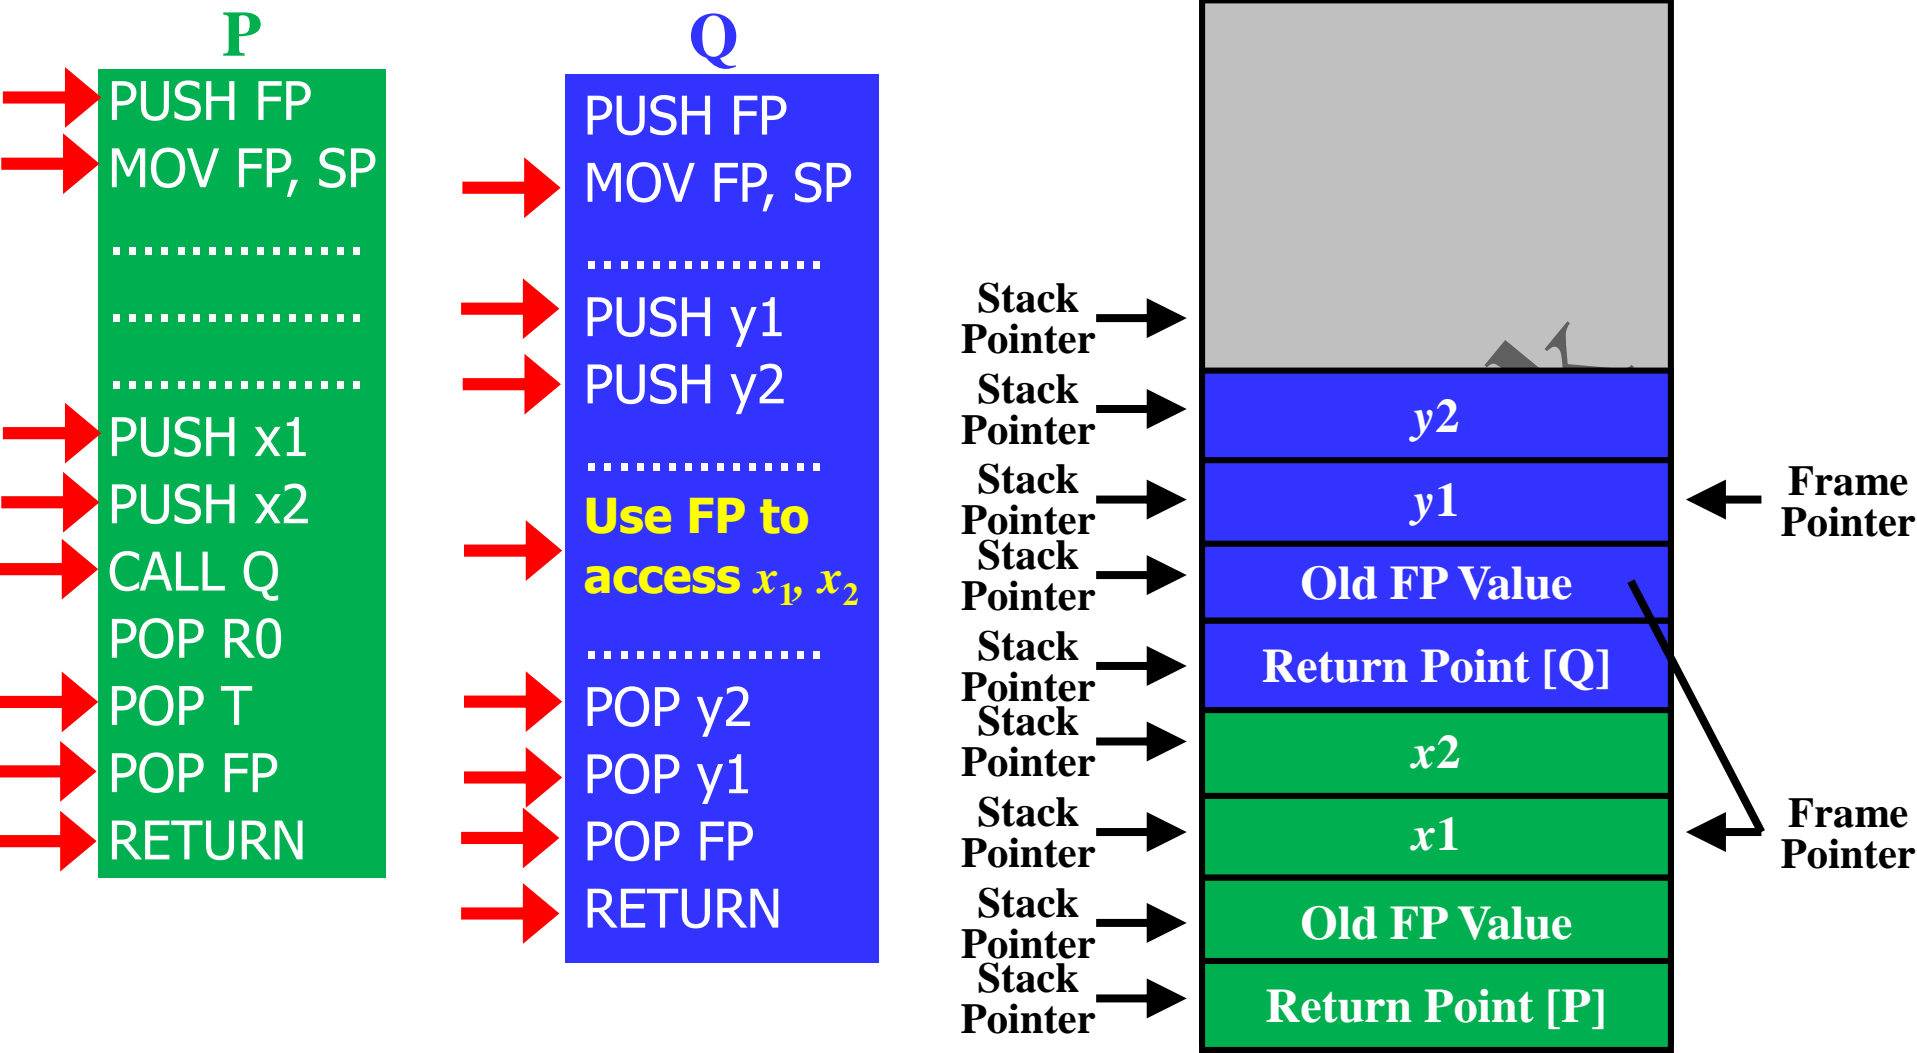 P
PUSH FP
MOV FP, SP
................
................
................
PUSH x1
PUSH x2
CALL Q
POP R0
POP T
POP FP
RETURN
Q
PUSH FP
MOV FP, SP
...............
PUSH y1
PUSH y2
...............
Use FP to
access x1, x2
...............
POP y2
POP y1
POP FP
RETURN
Stack
Pointer
Stack
Pointer
Stack
Pointer
Stack
Pointer
Stack
Pointer
Stack
Pointer
Stack
Pointer
Stack
Pointer
Stack
Pointer
y2
y1
Old FP Value
Return Point [Q]
x2
x1
Old FP Value
Return Point [P]
Frame
Pointer
Frame
Pointer